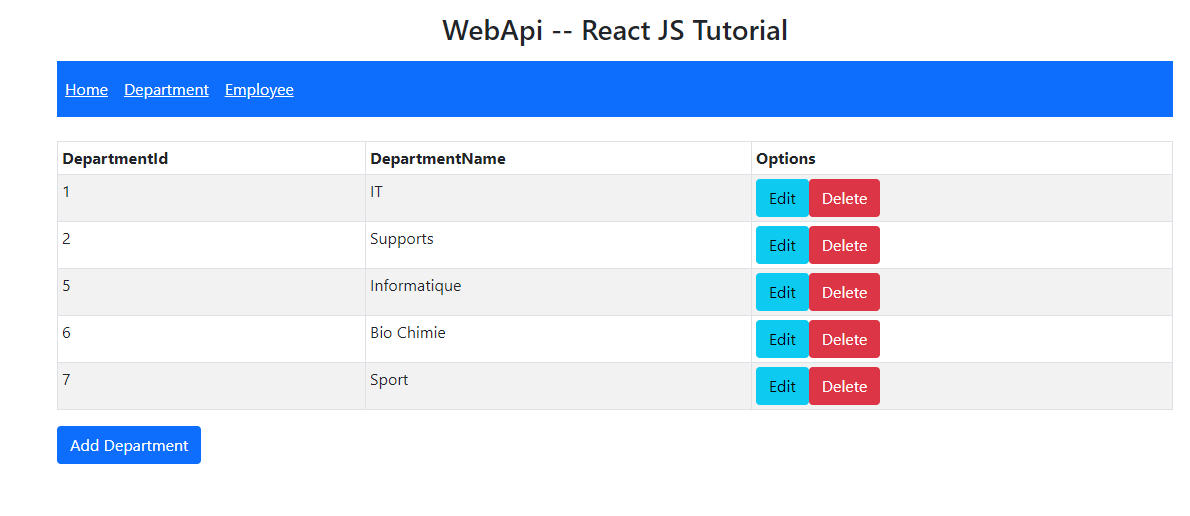 WebApi -- React JS Tutorial
Home Department Employee
DepartmentId DepartmentName Options
1 IT Edit Delete
2 Supports Edit Delete
5 Informatique Edit Delete
6 Bio Chimie Edit Delete
7 Sport Edit Delete
Add Department